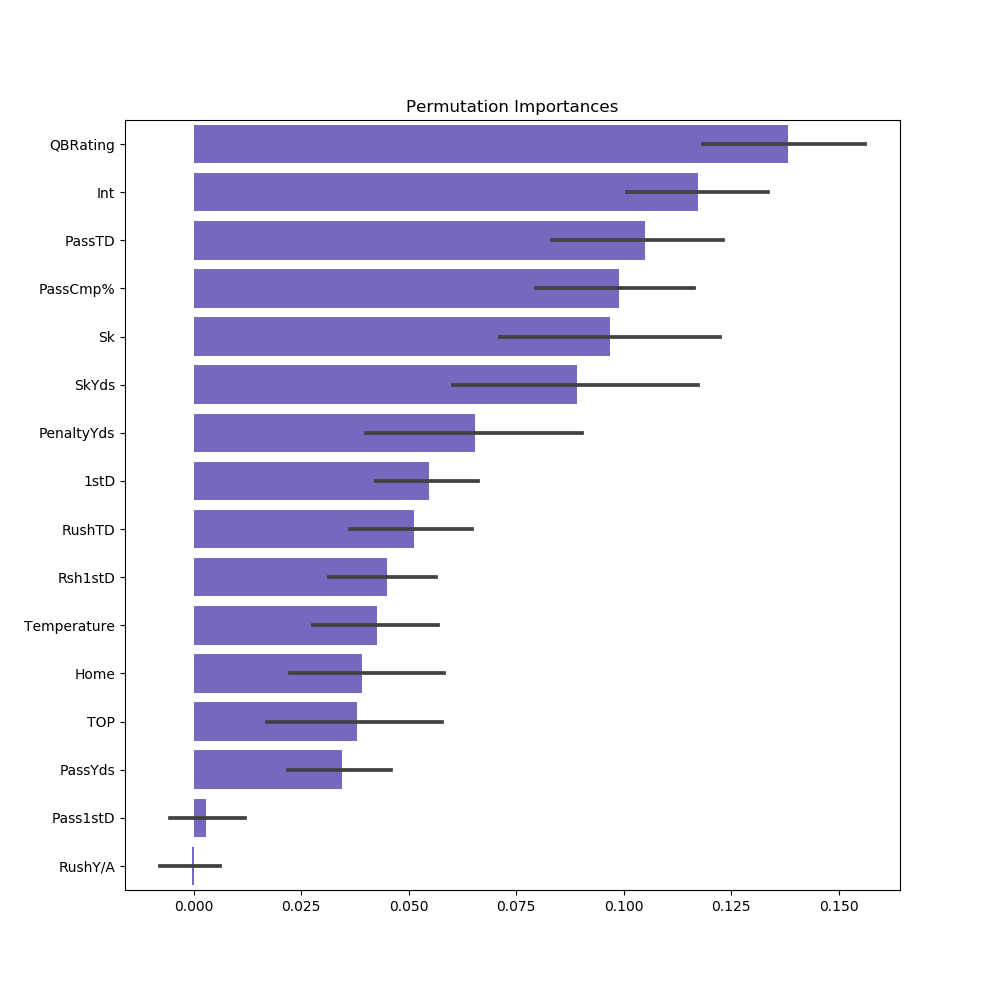 Permutation Importances
QBRating
Int
PassTD
PassCmp%
Sk
SkYds
PenaltyYds
1stD
RushTD
Rsh1stD
Temperature
Home
TOP
PassYds
Pass1stD
RushY/A
0.000 0.025 0.050 0.075 0.100 0.125 0.150